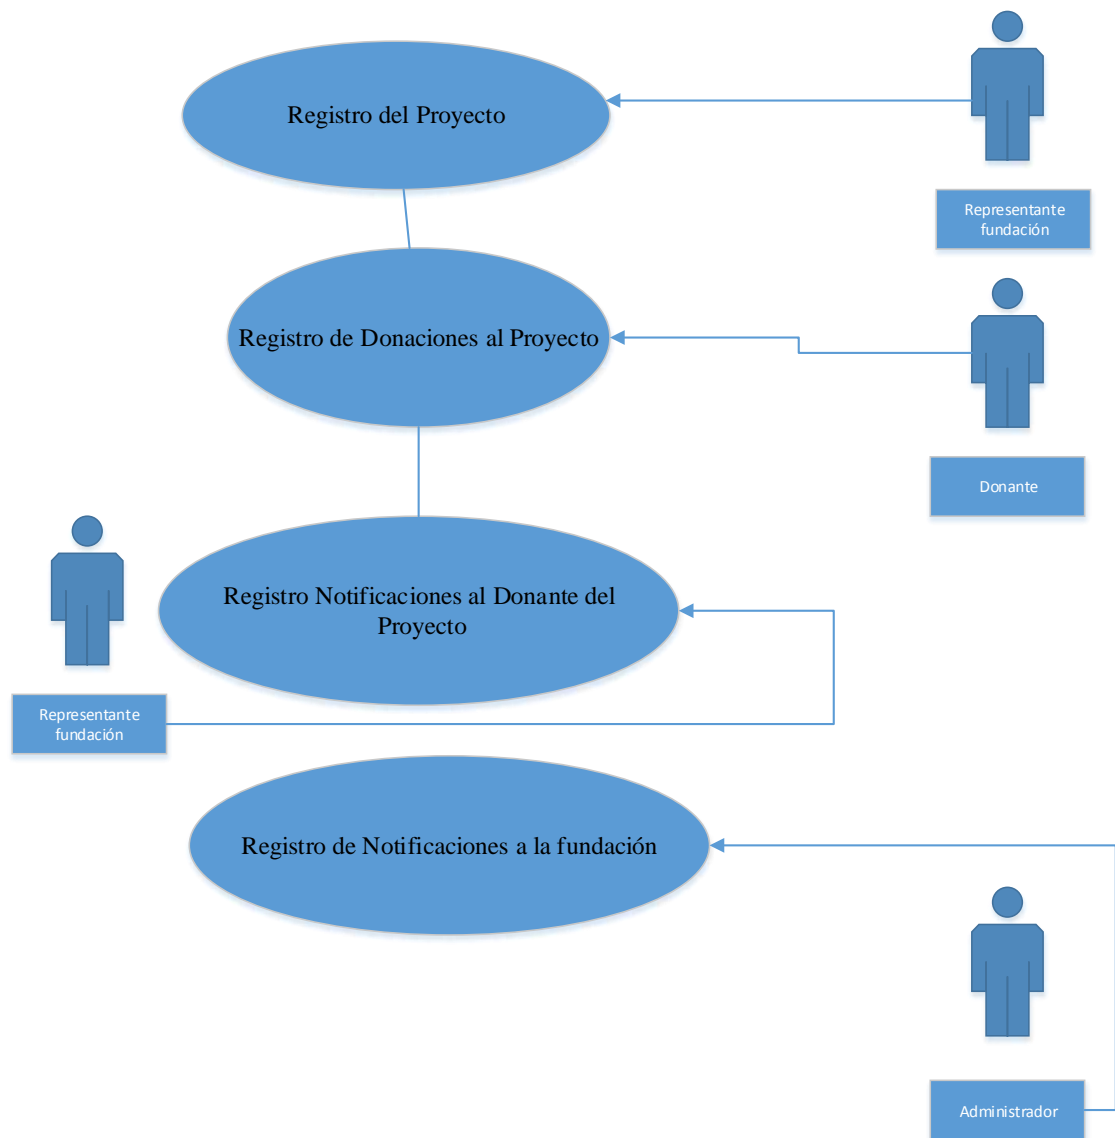 Registro del Proyecto
Representante
fundación
Registro de Donaciones al Proyecto
Donante
Registro Notificaciones al Donante del
Proyecto
Representante
fundación
Registro de Notificaciones a la fundación
Administrador